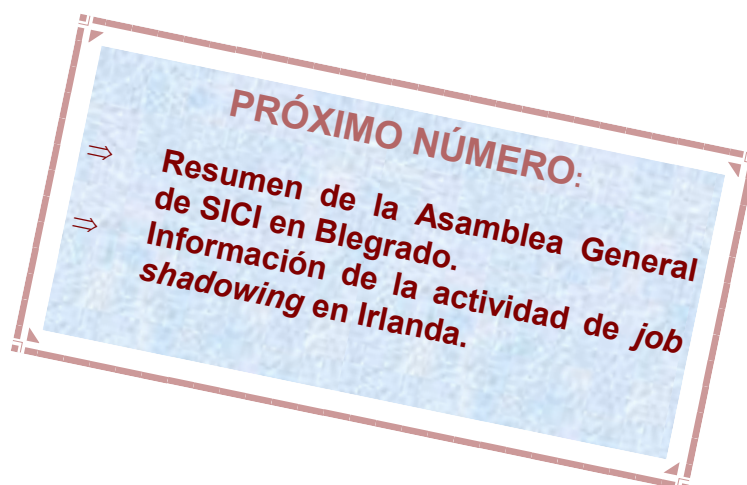 PRÓXIMO NÚMERO:
⇒ Resumen de la Asamblea General
de SICI en Blegrado.
⇒ Información de la actividad de job
shadowing en Irlanda.